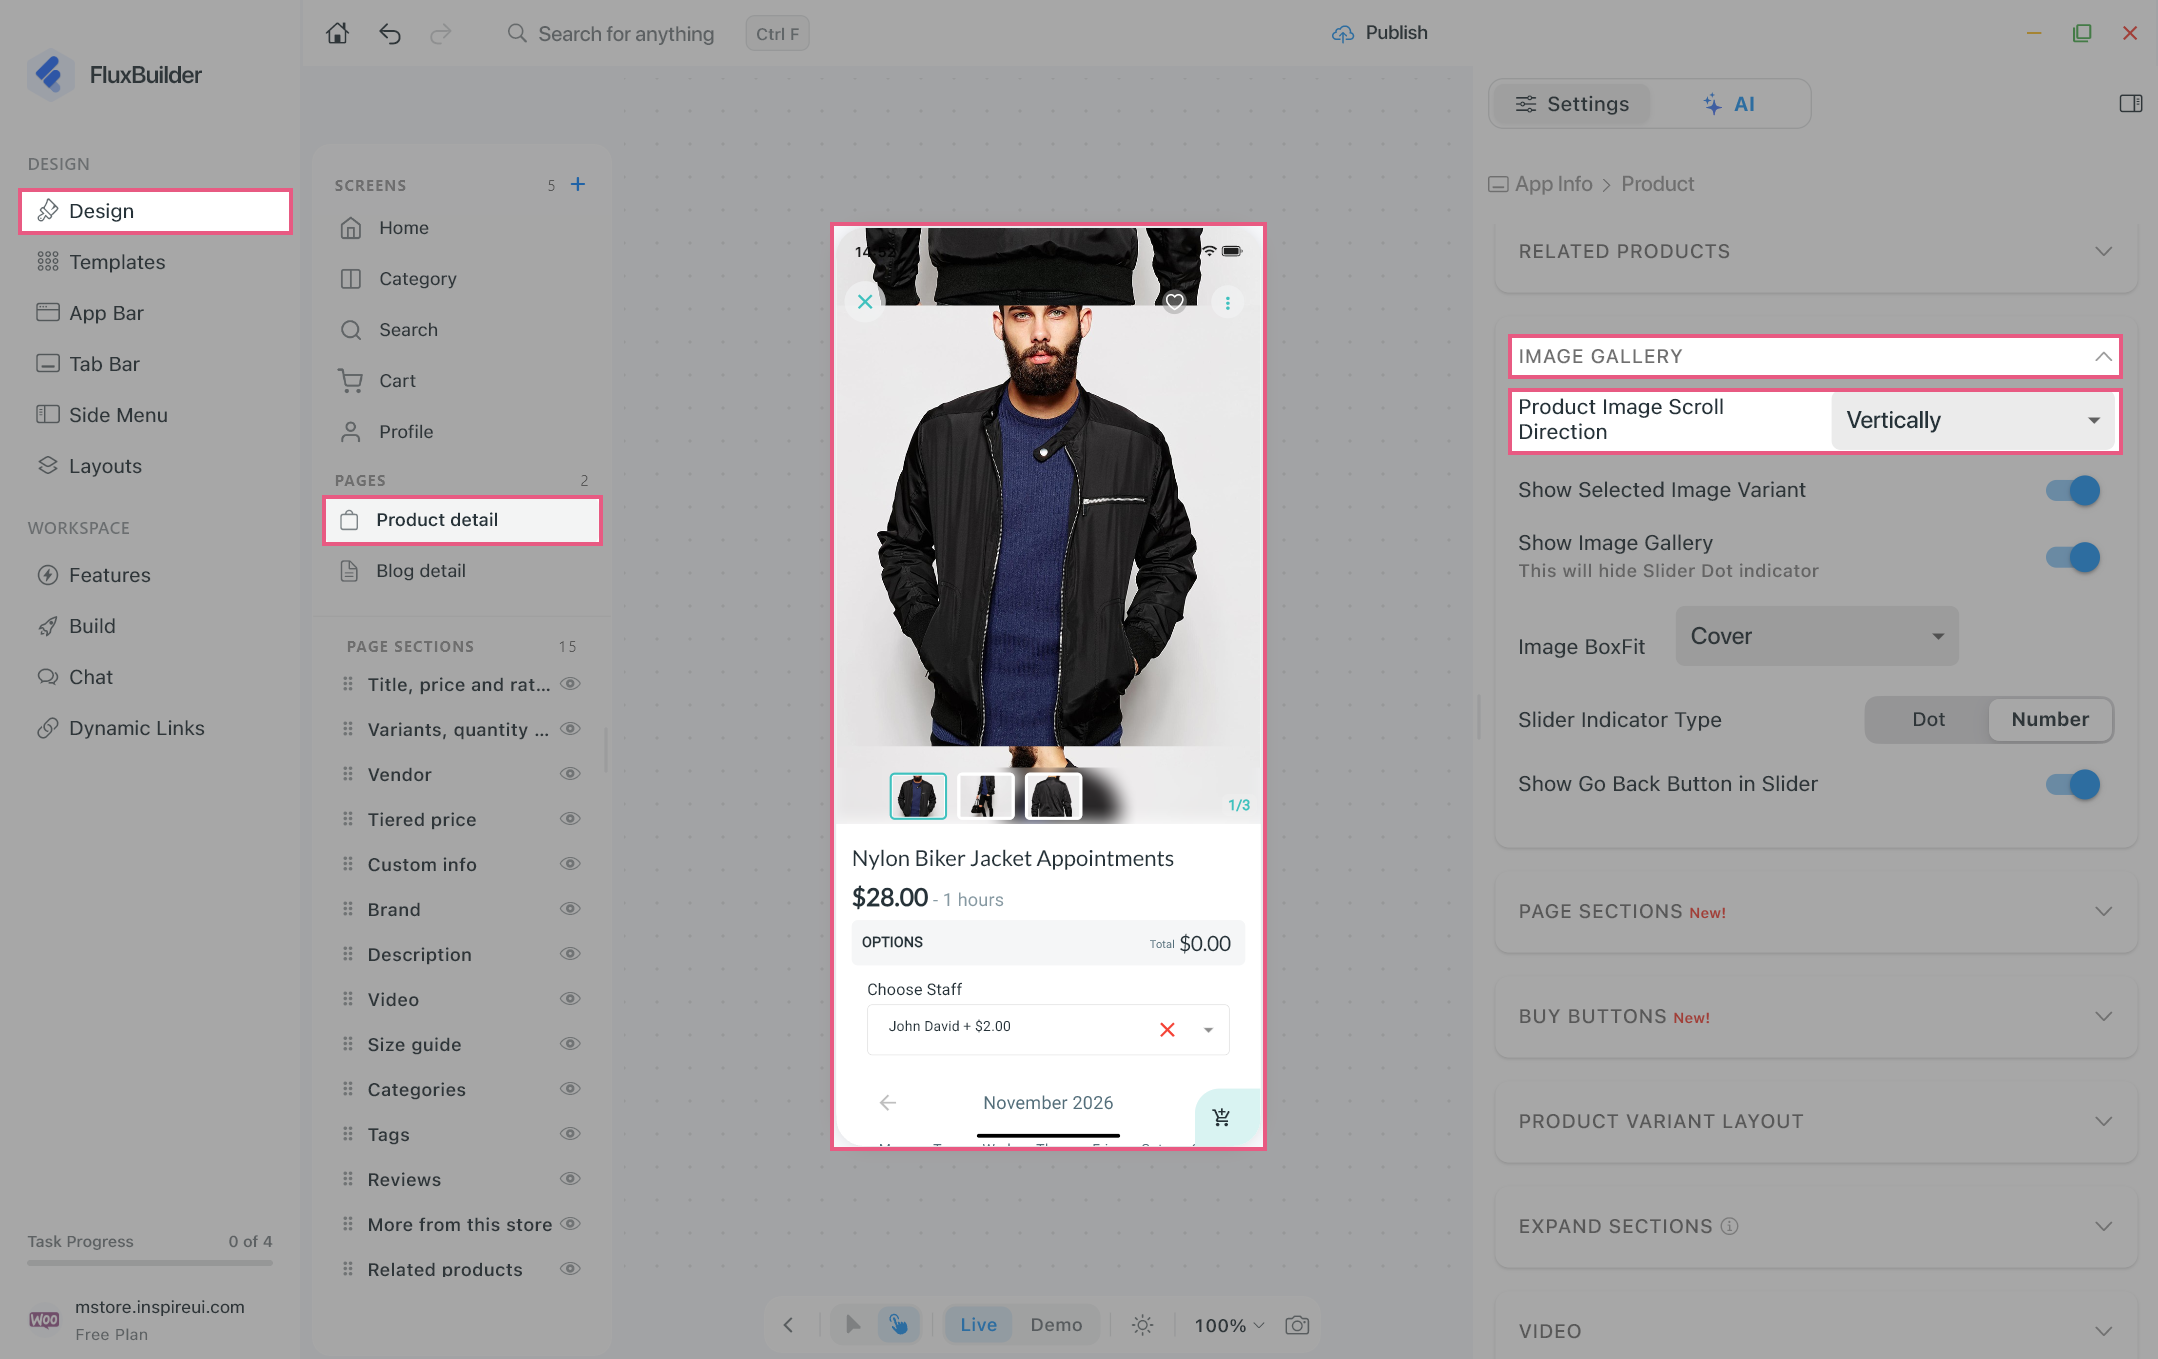 FluxBuilder
Search for anything
Ctrl F
Publish
DESIGN
Design
Templates
App Bar
Tab Bar
Side Menu
Layouts
WORKSPACE
Features
Build
Chat
Dynamic Links
Task Progress
0 of 4
WOO
mstore.inspireui.com
Free Plan
SCREENS
5
Home
Category
Search
Cart
Profile
PAGES
2
Product detail
Blog detail
PAGE SECTIONS
15
Title, price and rat...
Variants, quantity ...
Vendor
Tiered price
Custom info
Brand
Description
Video
Size guide
Categories
Tags
Reviews
More from this store
Related products
1/3
Nylon Biker Jacket Appointments
$28.00 - 1 hours
OPTIONS
Total $0.00
Choose Staff
John David + $2.00
November 2026
Live
Demo
100%
Settings
AI
App Info > Product
RELATED PRODUCTS
IMAGE GALLERY
Product Image Scroll
Direction
Vertically
Show Selected Image Variant
Show Image Gallery
This will hide Slider Dot indicator
Image BoxFit
Cover
Slider Indicator Type
Dot
Number
Show Go Back Button in Slider
PAGE SECTIONS New!
BUY BUTTONS New!
PRODUCT VARIANT LAYOUT
EXPAND SECTIONS
VIDEO